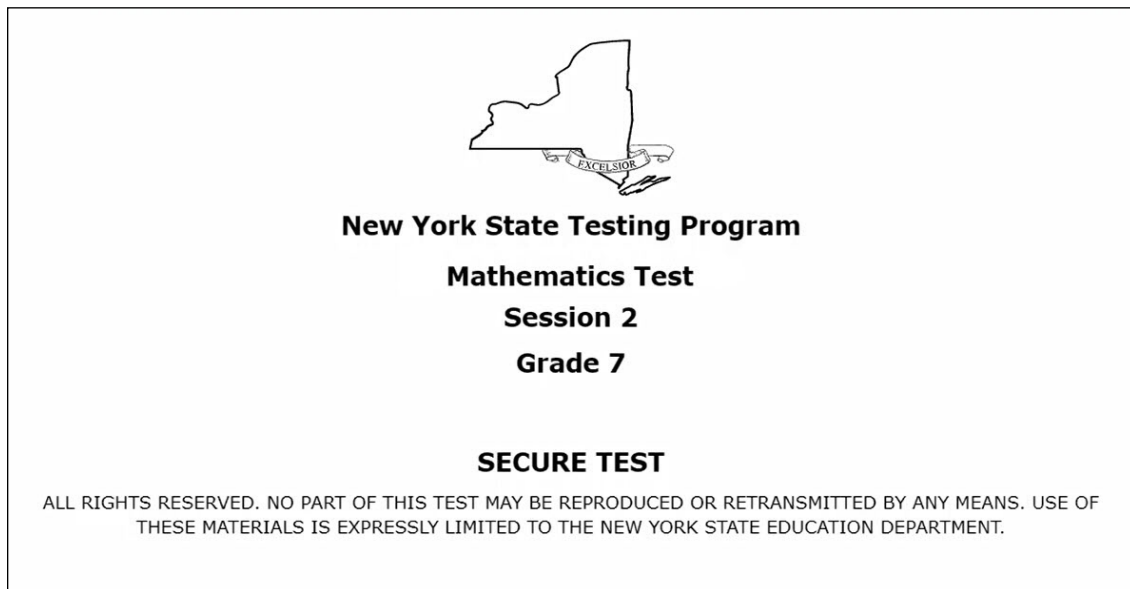 EXCELSIOR
New York State Testing Program
Mathematics Test
Session 2
Grade 7
SECURE TEST
ALL RIGHTS RESERVED. NO PART OF THIS TEST MAY BE REPRODUCED OR RETRANSMITTED BY ANY MEANS. USE OF
THESE MATERIALS IS EXPRESSLY LIMITED TO THE NEW YORK STATE EDUCATION DEPARTMENT.